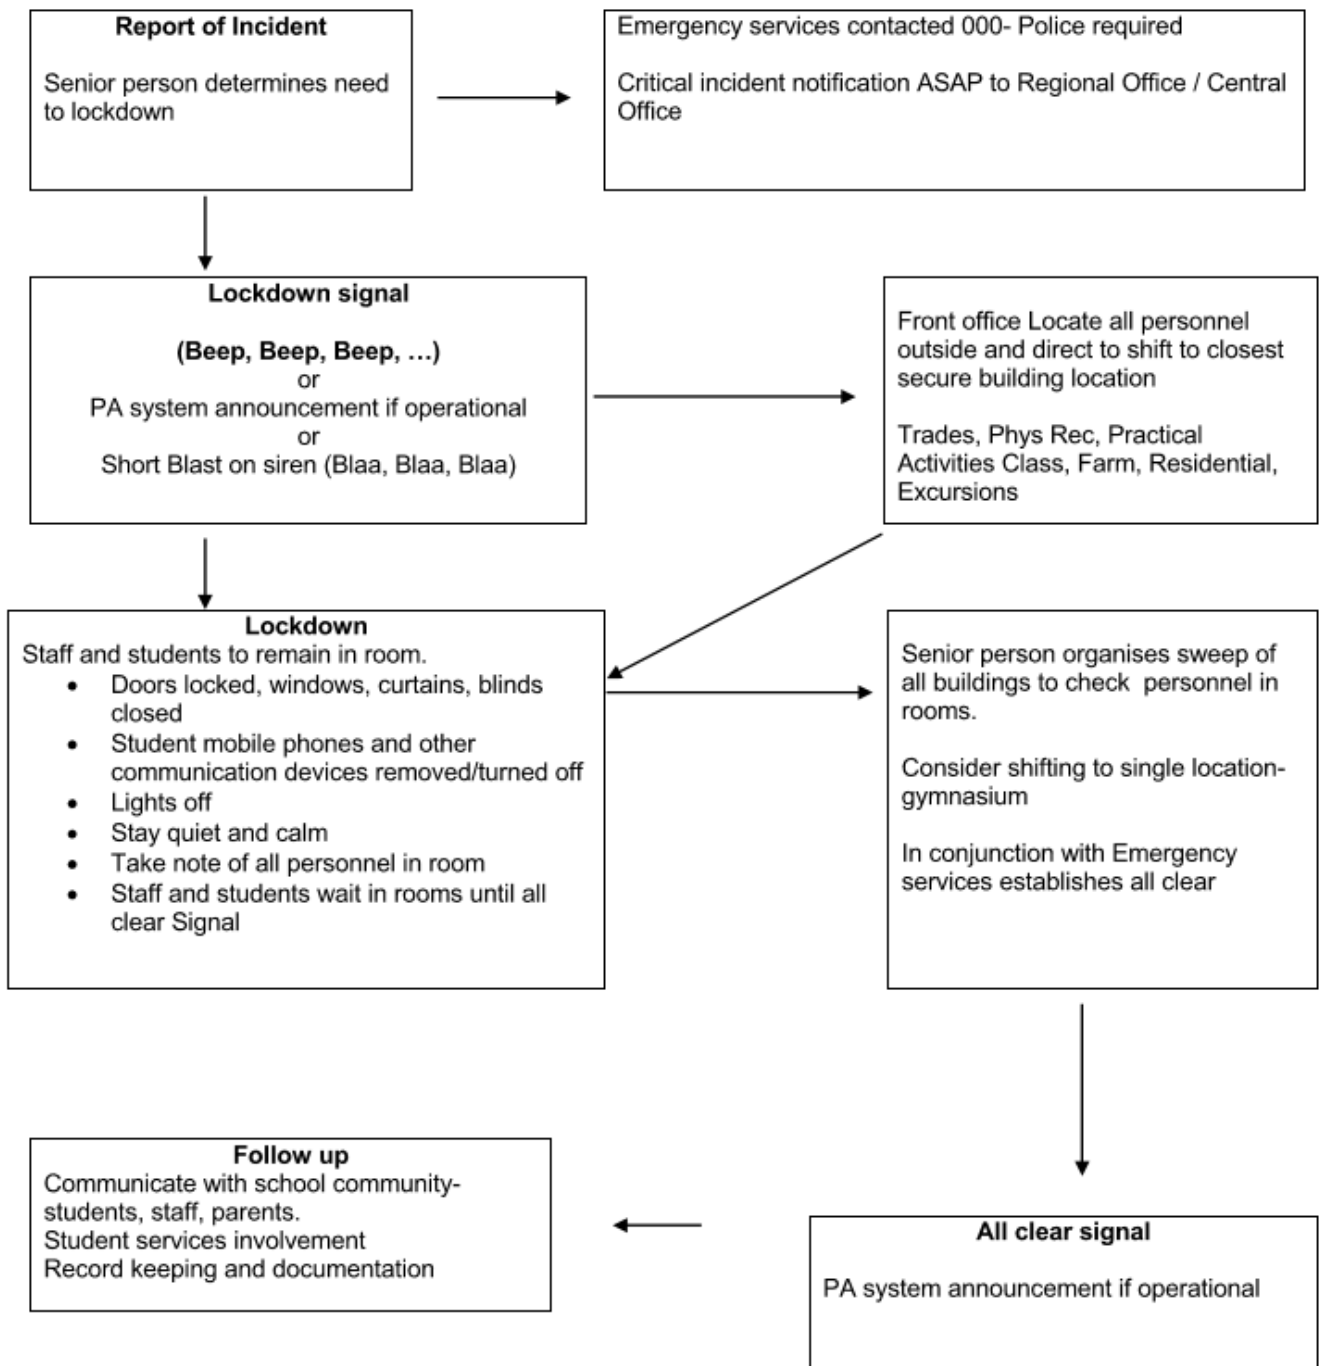 Report of Incident
Senior person determines need
to lockdown
Emergency services contacted 000- Police required
Critical incident notification ASAP to Regional Office / Central
Office
Lockdown signal
(Beep, Beep, Beep, …)
or
PA system announcement if operational
or
Short Blast on siren (Blaa, Blaa, Blaa)
Front office Locate all personnel
outside and direct to shift to closest
secure building location
Trades, Phys Rec, Practical
Activities Class, Farm, Residential,
Excursions
Lockdown
Staff and students to remain in room.
• Doors locked, windows, curtains, blinds
closed
• Student mobile phones and other
communication devices removed/turned off
• Lights off
• Stay quiet and calm
• Take note of all personnel in room
• Staff and students wait in rooms until all
clear Signal
Senior person organises sweep of
all buildings to check personnel in
rooms.
Consider shifting to single location-
gymnasium
In conjunction with Emergency
services establishes all clear
Follow up
Communicate with school community-
students, staff, parents.
Student services involvement
Record keeping and documentation
All clear signal
PA system announcement if operational